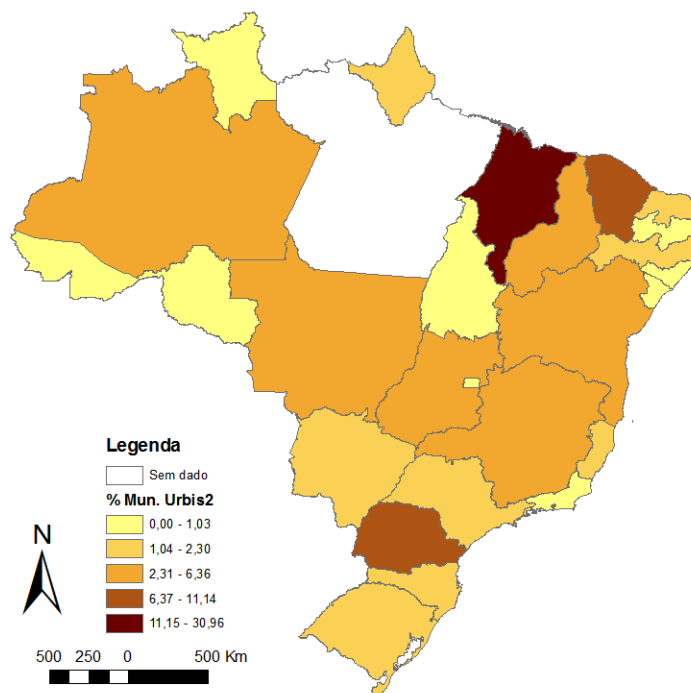 Legenda
Sem dado
% Mun. Urbis2
0,00 - 1,03
1,04 - 2,30
2,31 - 6,36
6,37 - 11,14
11,15 - 30,96
N
500 250 0 500 Km